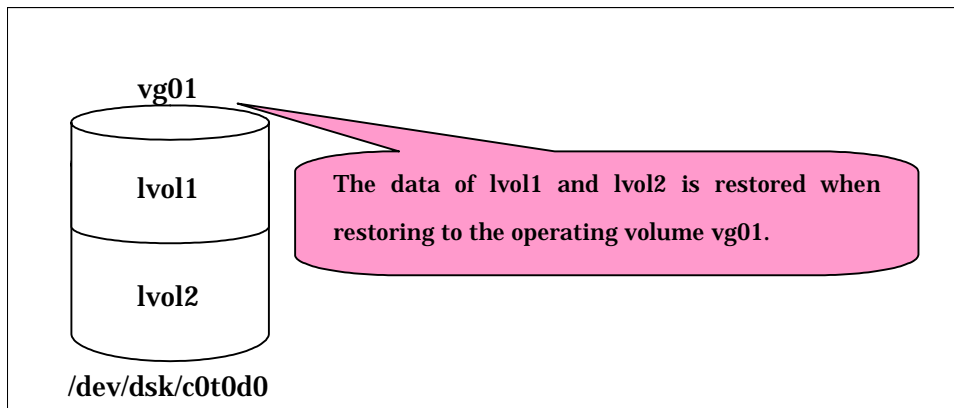 vg01
lvol1
lvol2
/dev/dsk/c0t0d0
The data of lvol1 and lvol2 is restored when
restoring to the operating volume vg01.